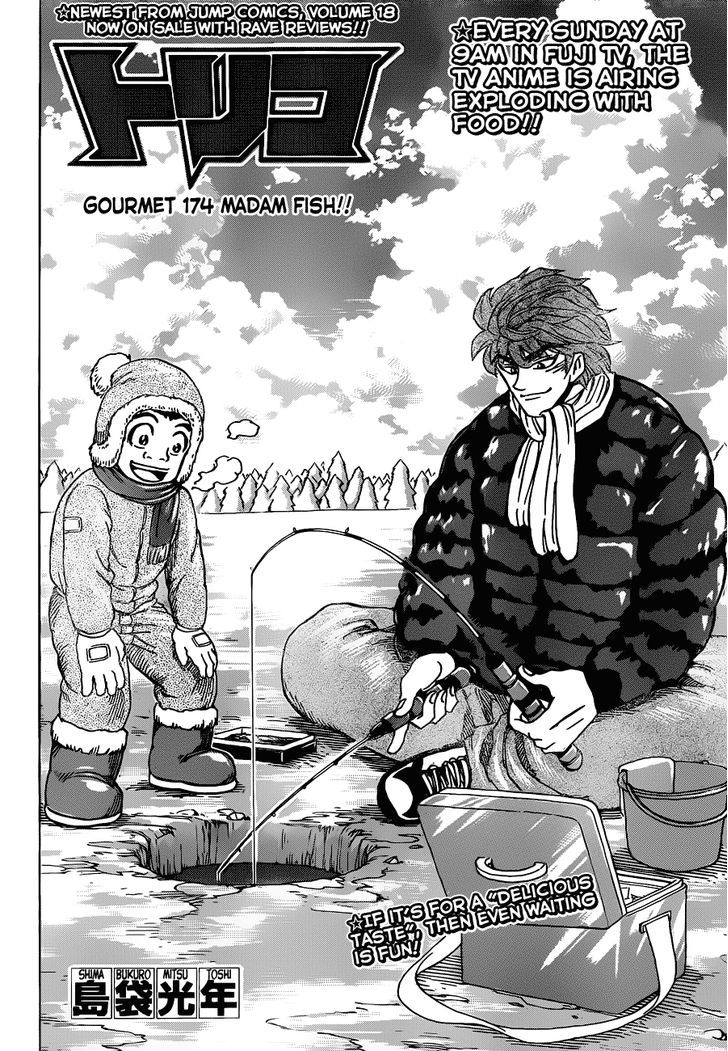 ☆NEWEST FROM JUMP COMICS, VOLUME 18
NOW ON SALE WITH RAVE REVIEWS!!
トリコ
GOURMET 174 MADAM FISH!!
☆EVERY SUNDAY AT
9AM IN FUJI TV, THE
TV ANIME IS AIRING
EXPLODING WITH
FOOD!!
☆IF IT'S FOR A "DELICIOUS
TASTE", THEN EVEN WAITING
IS FUN!
SHIMA BUKURO MITSU TOSHI
島袋光年